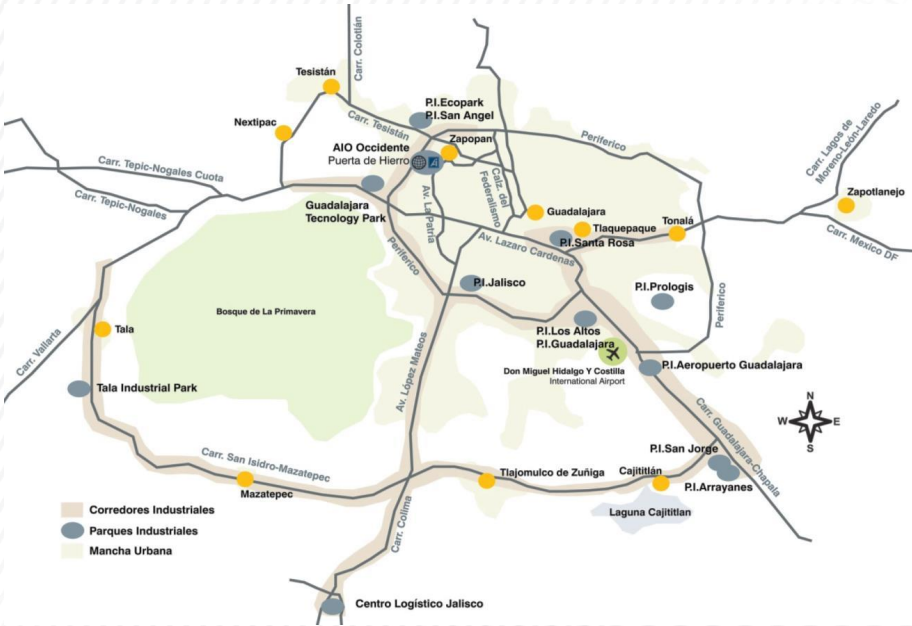 Carr. Colotlán
Tesistán
P.I.Ecopark
P.I.San Angel
Carr. Tesistán
Nextipac
Periferico
Carr. Lagos de
Moreno-León-Laredo
AIO Occidente
Puerta de Hierro
Zapopan
Carr. Tepic-Nogales Cuota
Calz. del
Federalismo
Av. La Patria
Carr. Tepic-Nogales
Guadalajara
Tecnology Park
Zapotlanejo
Guadalajara
Tonalá
Tlaquepaque
P.I.Santa Rosa
Av. Lazaro Cardenas
Carr. Mexico DF
Periferico
P.I.Jalisco
P.I.Prologis
Periferico
Bosque de La Primavera
Tala
P.I.Los Altos
P.I.Guadalajara
Carr. Vallarta
Av. López Mateos
Don Miguel Hidalgo Y Costilla
International Airport
P.I.Aeropuerto Guadalajara
Tala Industrial Park
N
W
E
S
Carr. Guadalajara-Chapala
P.I.San Jorge
Carr. San Isidro-Mazatepec
Tlajomulco de Zuñiga
Cajititlán
P.I.Arrayanes
Mazatepec
Laguna Cajititlan
Carr. Colima
Corredores Industriales
Parques Industriales
Mancha Urbana
Centro Logístico Jalisco